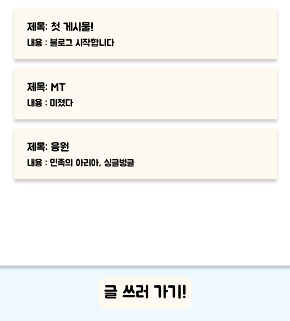 제목: 첫 게시물!
내용 : 블로그 시작합니다
제목: MT
내용 : 미쳤다
제목: 응원
내용 : 민족의 아리아, 싱글벙글
글 쓰러 가기!